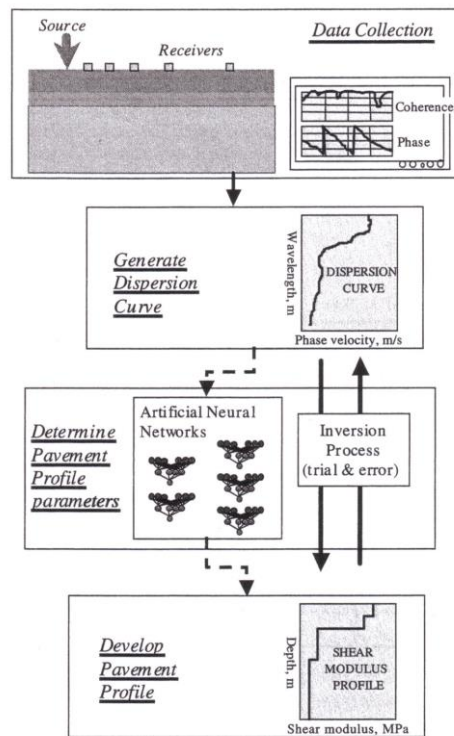 Source
Receivers
Data Collection
Coherence
Phase
Generate
Dispersion
Curve
Wavelength, m
DISPERSION
CURVE
Phase velocity, m/s
Determine
Pavement
Profile
parameters
Artificial Neural
Networks
Inversion
Process
(trial & error)
Develop
Pavement
Profile
Depth, m
SHEAR
MODULUS
PROFILE
Shear modulus, MPa